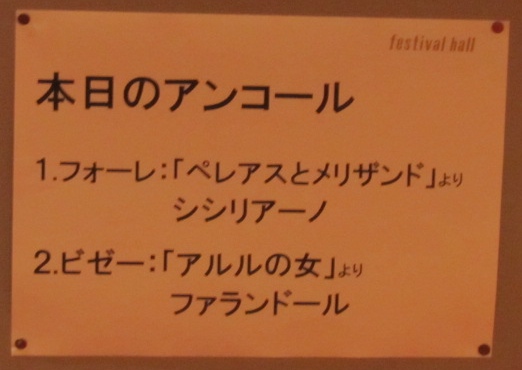 festival hall
本日のアンコール
1.フォーレ:「ペレアスとメリザンド」より
シシリアーノ
2.ビゼー:「アルルの女」より
ファランドール